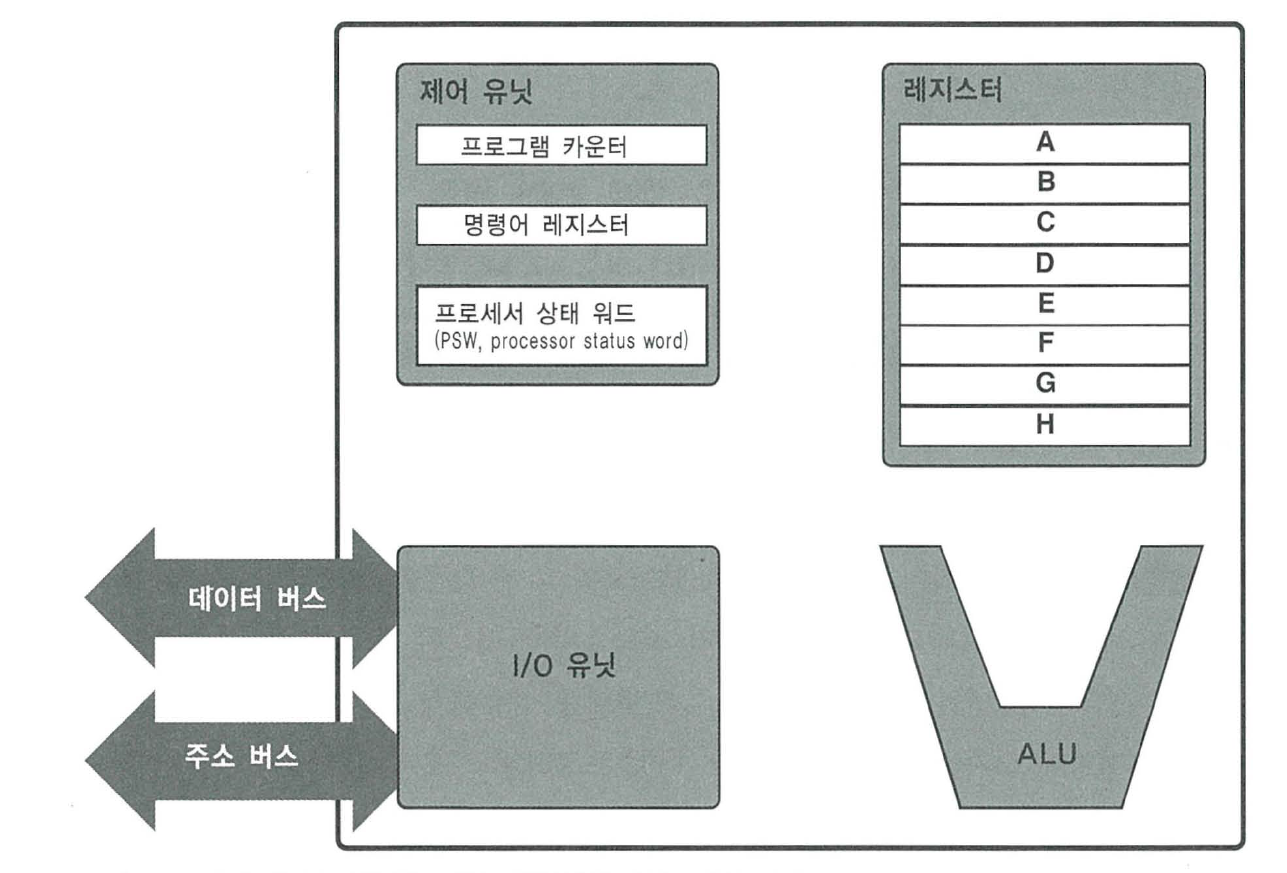 제어 유닛
프로그램 카운터
명령어 레지스터
프로세서 상태 워드
(PSW, processor status word)
레지스터
A
B
C
D
E
F
G
H
데이터 버스
주소 버스
I/O 유닛
ALU